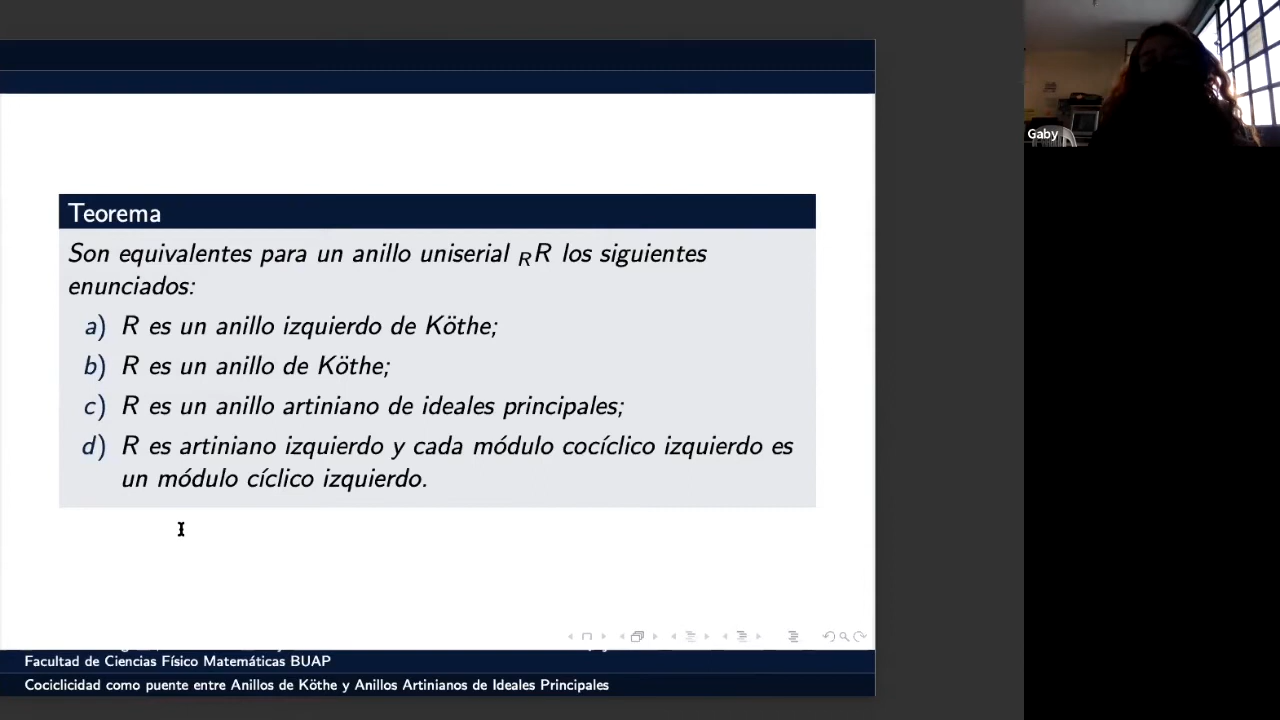 Teorema
Son equivalentes para un anillo uniserial RR los siguientes
enunciados:
a) R es un anillo izquierdo de Köthe;
b) R es un anillo de Köthe;
c) R es un anillo artiniano de ideales principales;
d) R es artiniano izquierdo y cada módulo cocíclico izquierdo es
un módulo cíclico izquierdo.
Facultad de Ciencias Físico Matemáticas BUAP
Cociclicidad como puente entre Anillos de Köthe y Anillos Artinianos de Ideales Principales
Gaby